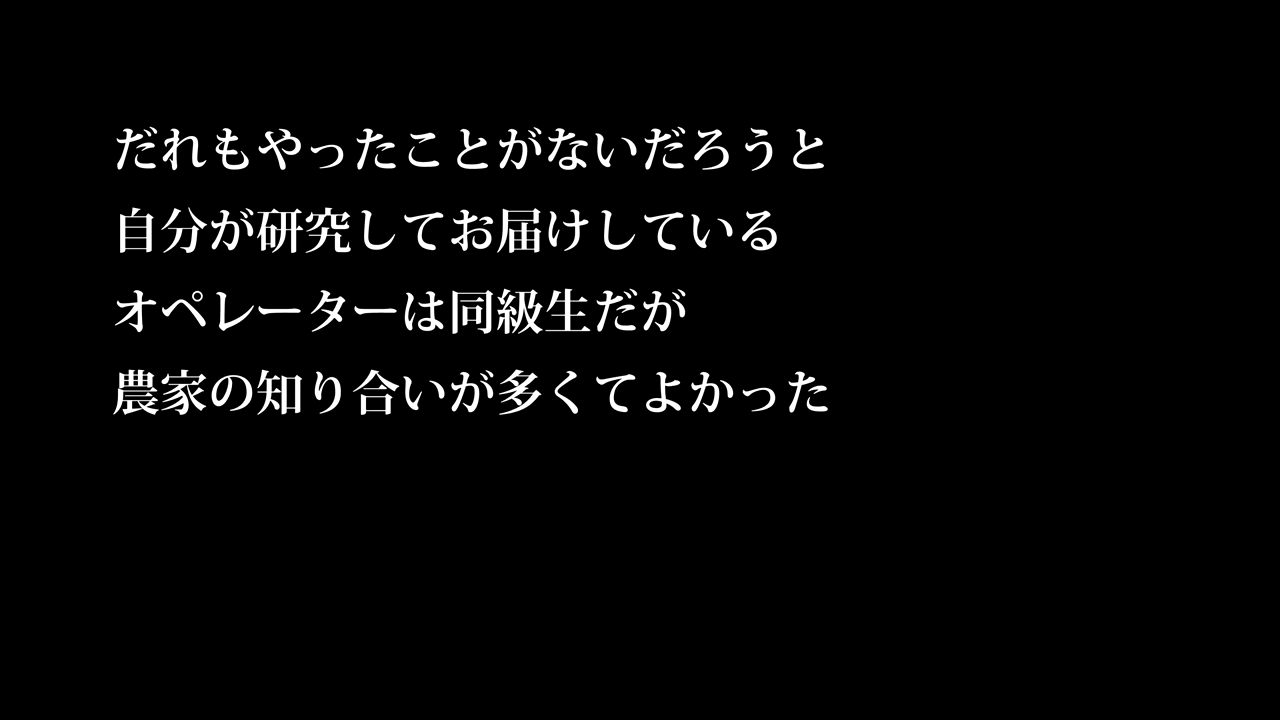 だれもやったことがないだろうと
自分が研究してお届けしている
オペレーターは同級生だが
農家の知り合いが多くてよかった